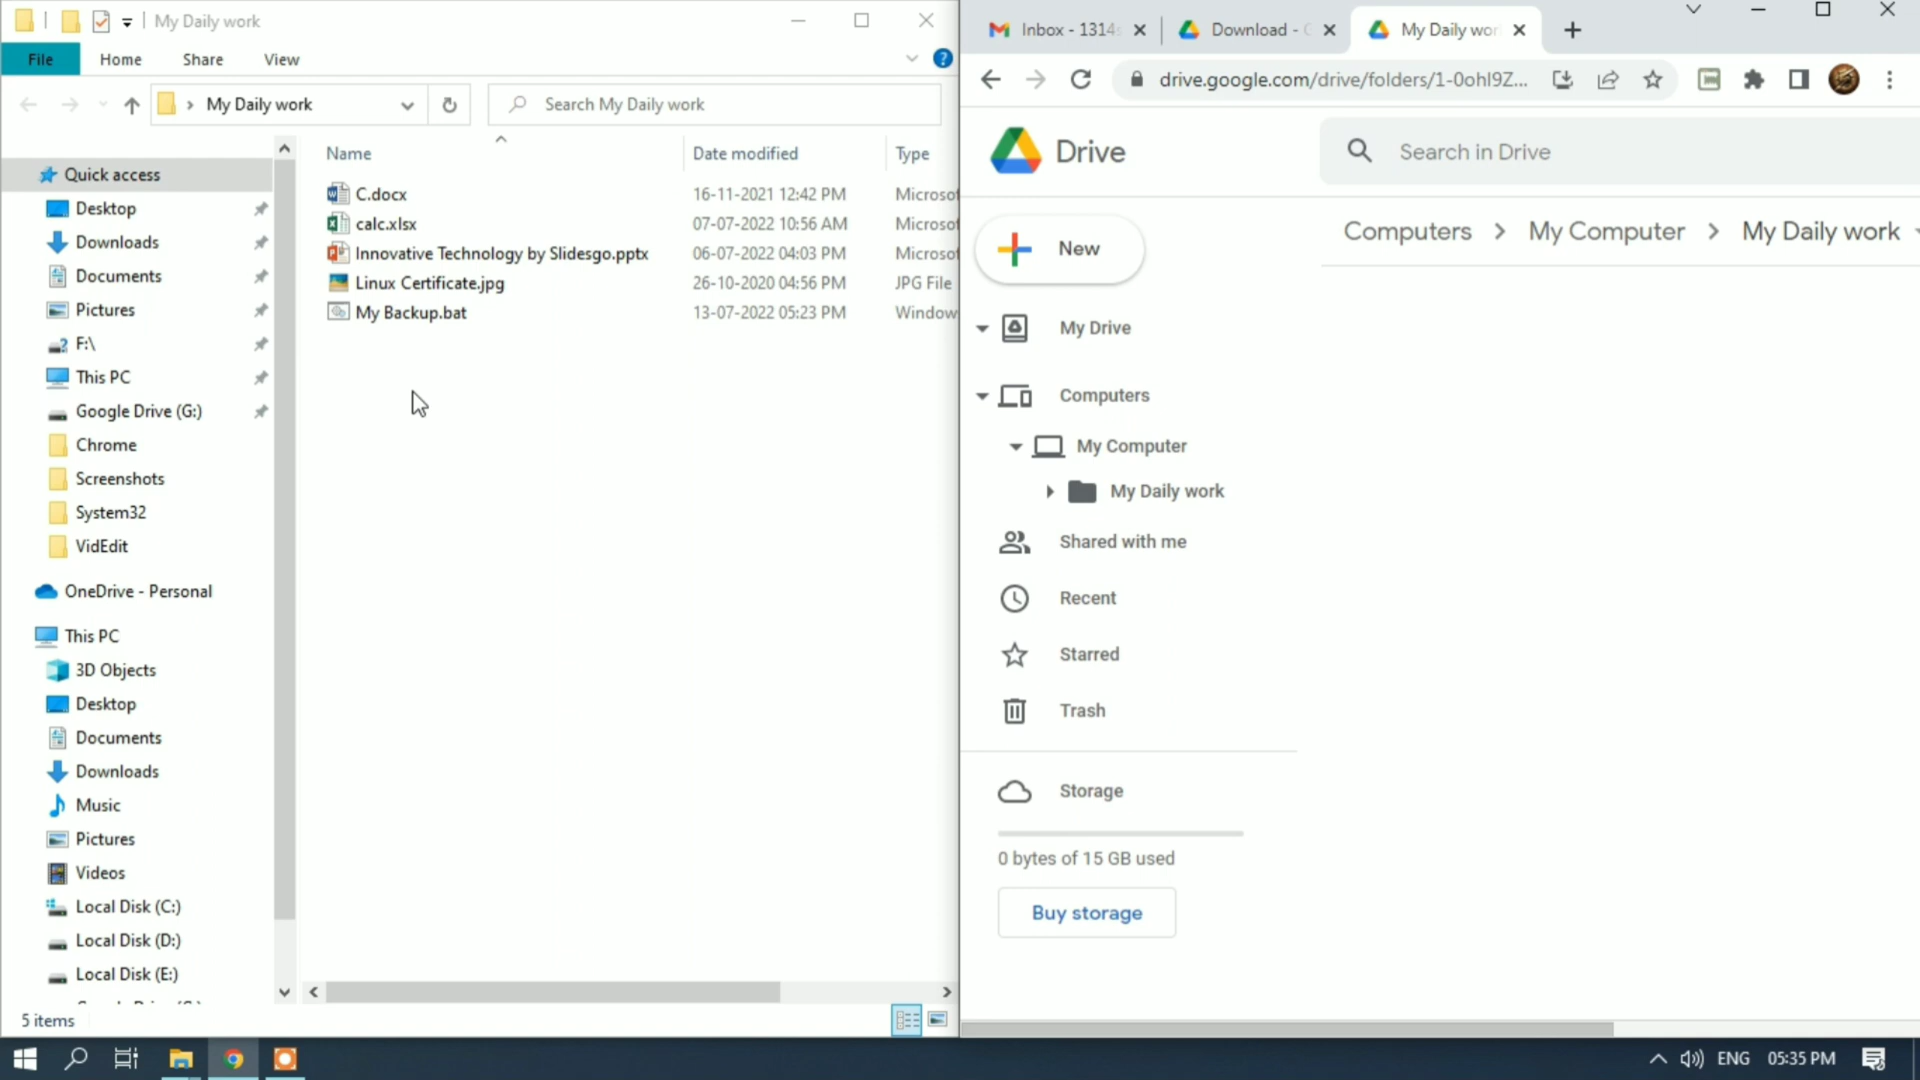 My Daily work
File Home Share View
My Daily work
Search My Daily work
Name Date modified Type
C.docx 16-11-2021 12:42 PM Microsof
calc.xlsx 07-07-2022 10:56 AM Microsof
Innovative Technology by Slidesgo.pptx 06-07-2022 04:03 PM Microsof
Linux Certificate.jpg 26-10-2020 04:56 PM JPG File
My Backup.bat 13-07-2022 05:23 PM Window
Quick access
Desktop
Downloads
Documents
Pictures
F:\
This PC
Google Drive (G:)
Chrome
Screenshots
System32
VidEdit
OneDrive - Personal
This PC
3D Objects
Desktop
Documents
Downloads
Music
Pictures
Videos
Local Disk (C:)
Local Disk (D:)
Local Disk (E:)
5 items
Inbox - 1314 Download - My Daily wor
drive.google.com/drive/folders/1-0ohI9Z...
Drive
Search in Drive
New
Computers > My Computer > My Daily work
My Drive
Computers
My Computer
My Daily work
Shared with me
Recent
Starred
Trash
Storage
0 bytes of 15 GB used
Buy storage
ENG 05:35 PM